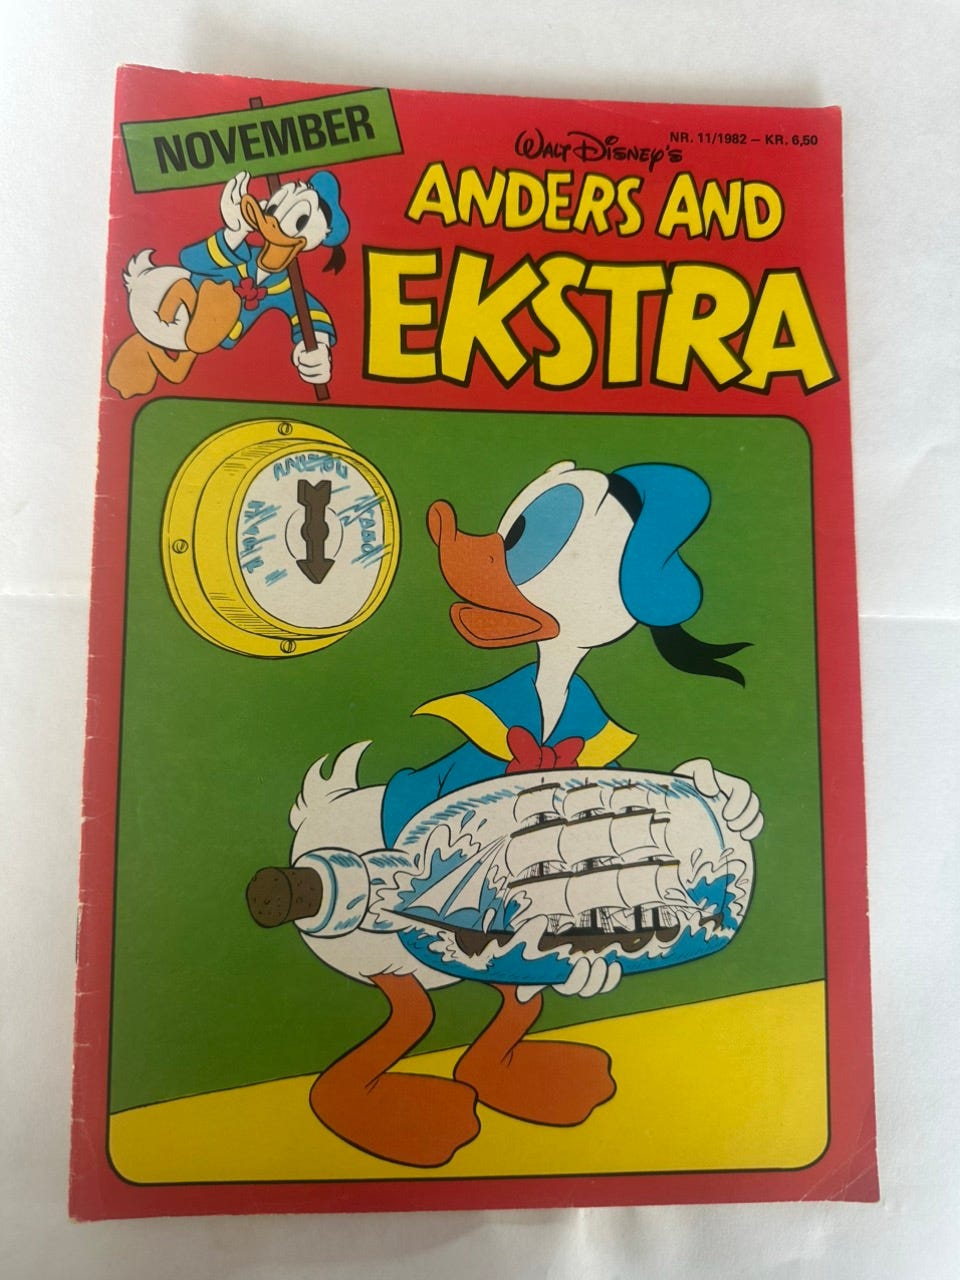 NOVEMBER
NR. 11/1982 – KR. 6,50
WALT DISNEY'S
ANDERS AND
EKSTRA